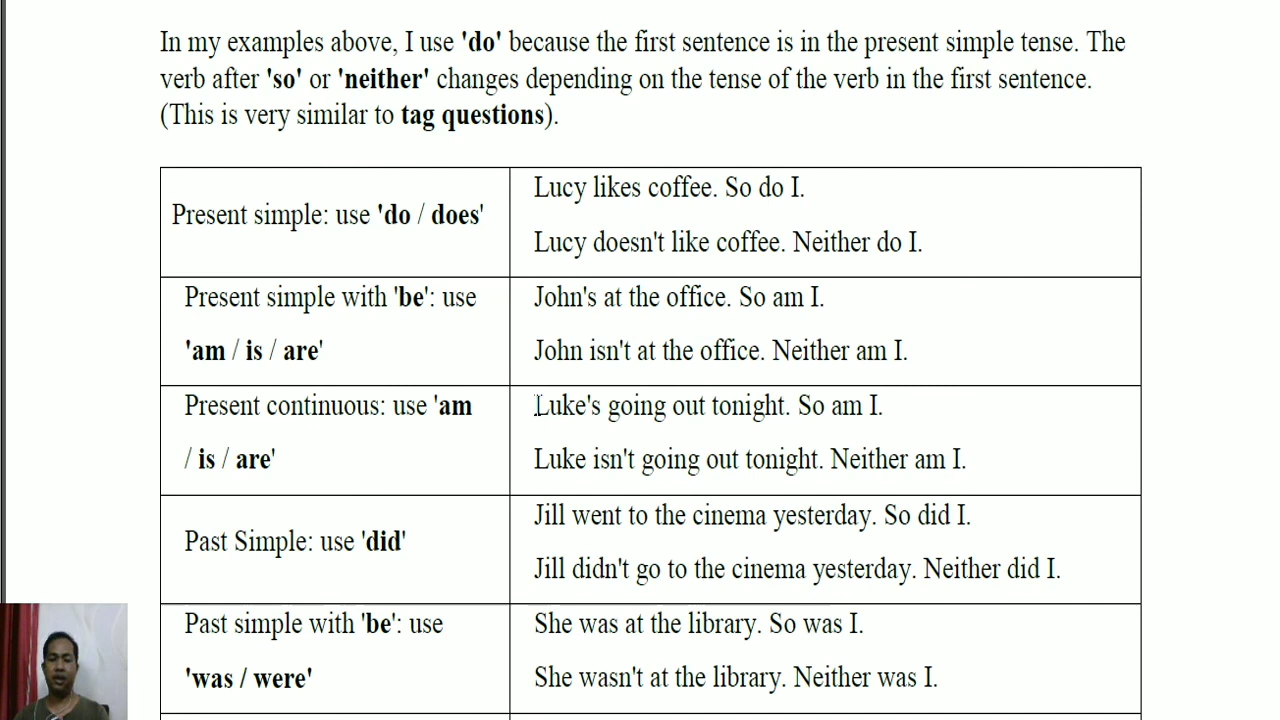 In my examples above, I use 'do' because the first sentence is in the present simple tense. The
verb after 'so' or 'neither' changes depending on the tense of the verb in the first sentence.
(This is very similar to tag questions).
Present simple: use 'do / does'
Lucy likes coffee. So do I.
Lucy doesn't like coffee. Neither do I.
Present simple with 'be': use
'am / is / are'
John's at the office. So am I.
John isn't at the office. Neither am I.
Present continuous: use 'am
/ is / are'
Luke's going out tonight. So am I.
Luke isn't going out tonight. Neither am I.
Past Simple: use 'did'
Jill went to the cinema yesterday. So did I.
Jill didn't go to the cinema yesterday. Neither did I.
Past simple with 'be': use
'was / were'
She was at the library. So was I.
She wasn't at the library. Neither was I.